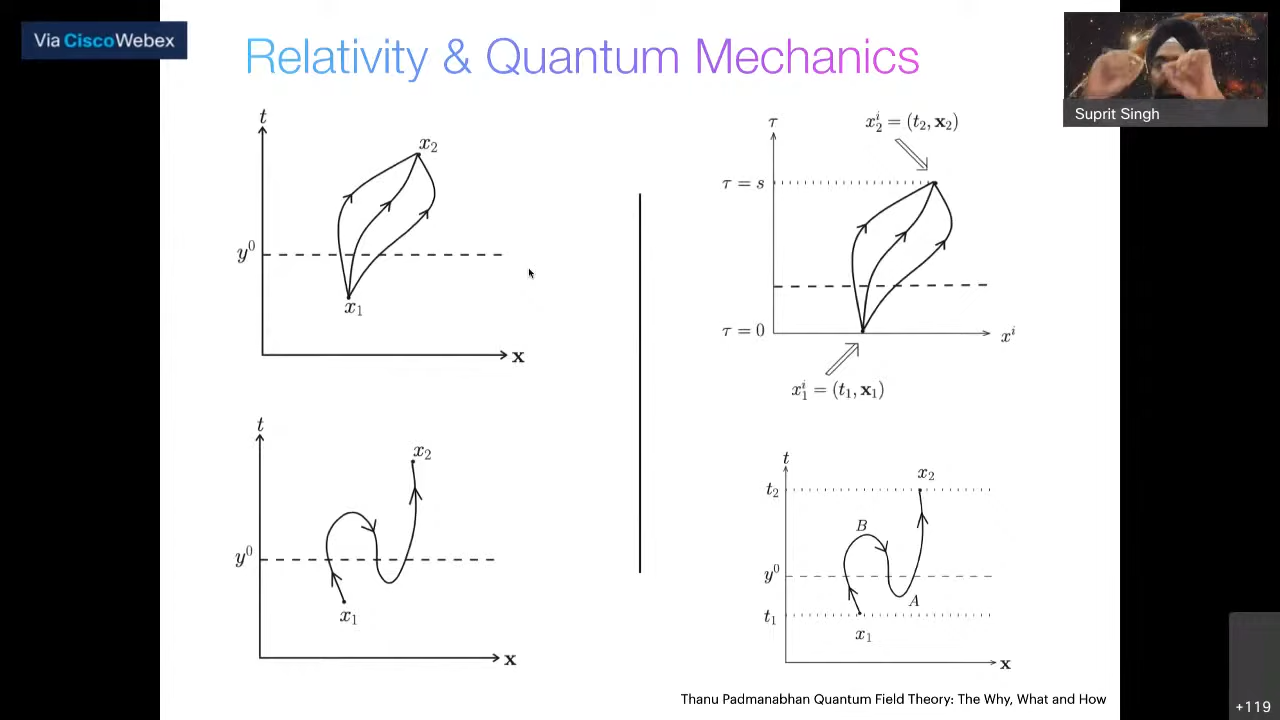 Via Cisco Webex
Relativity & Quantum Mechanics
Suprit Singh
t
x₂
y⁰
x₁
x
τ
x₂ⁱ = (t₂, x₂)
τ = s
τ = 0
xⁱ
x₁ⁱ = (t₁, x₁)
t
x₂
y⁰
x₁
x
t
x₂
t₂
B
y⁰
A
t₁
x₁
x
Thanu Padmanabhan Quantum Field Theory: The Why, What and How
+119